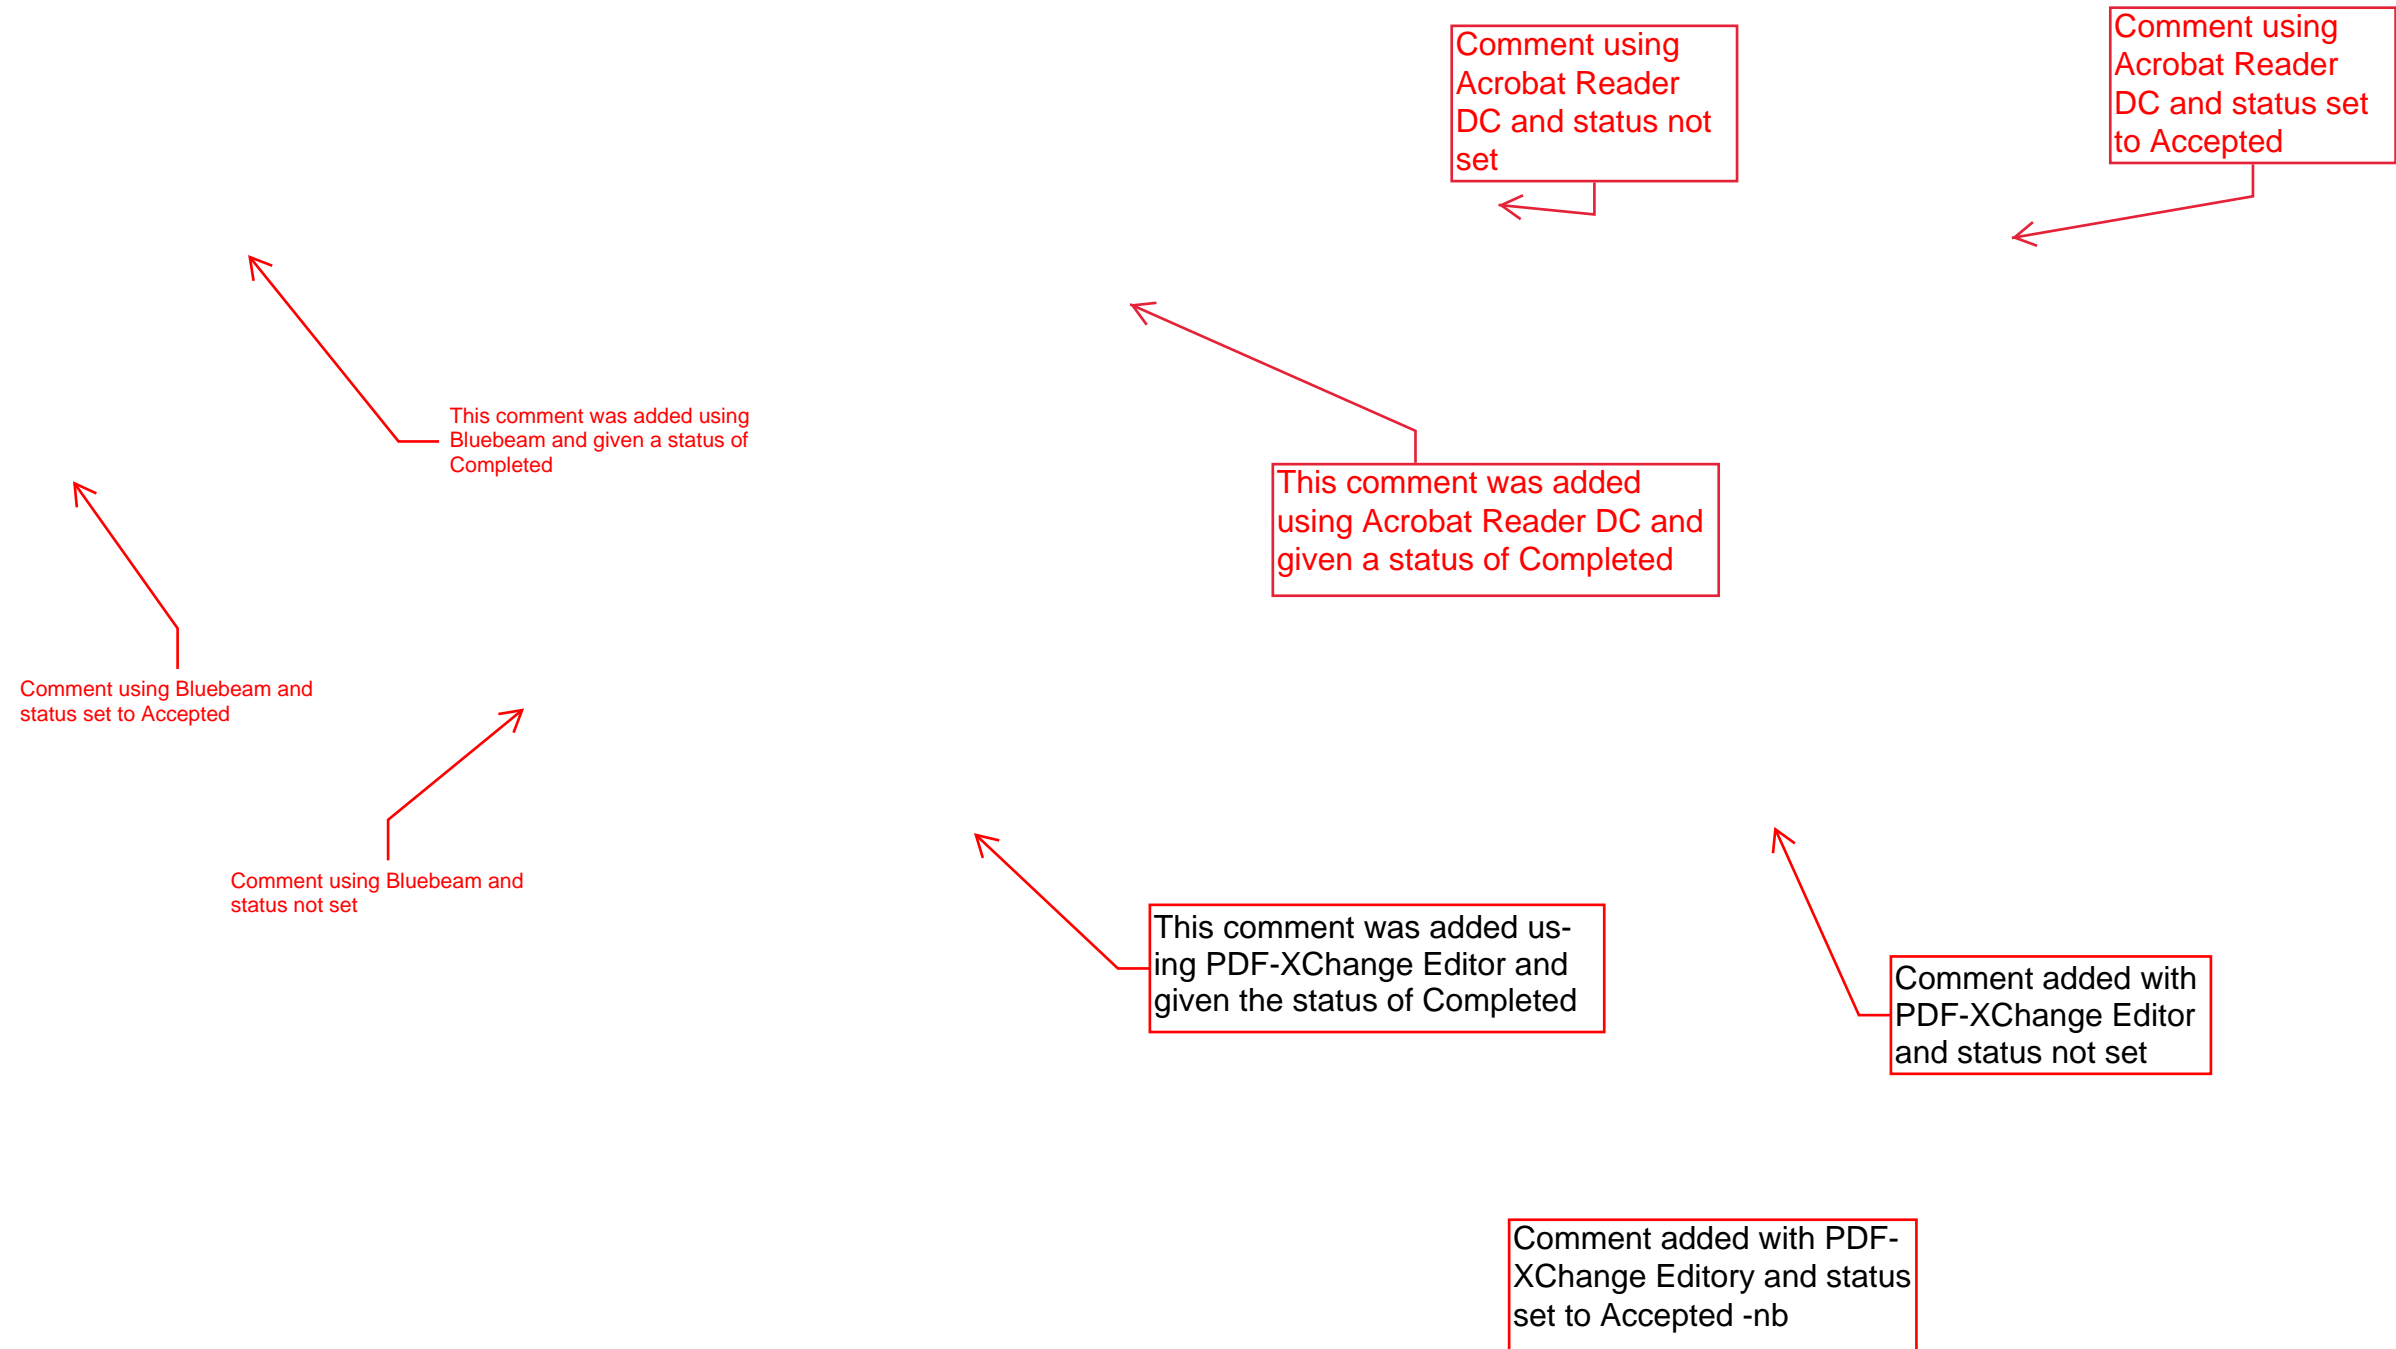 Comment using
Acrobat Reader
DC and status not
set
Comment using
Acrobat Reader
DC and status set
to Accepted
This comment was added using
Bluebeam and given a status of
Completed
This comment was added
using Acrobat Reader DC and
given a status of Completed
Comment using Bluebeam and
status set to Accepted
Comment using Bluebeam and
status not set
This comment was added us-
ing PDF-XChange Editor and
given the status of Completed
Comment added with
PDF-XChange Editor
and status not set
Comment added with PDF-
XChange Editory and status
set to Accepted -nb